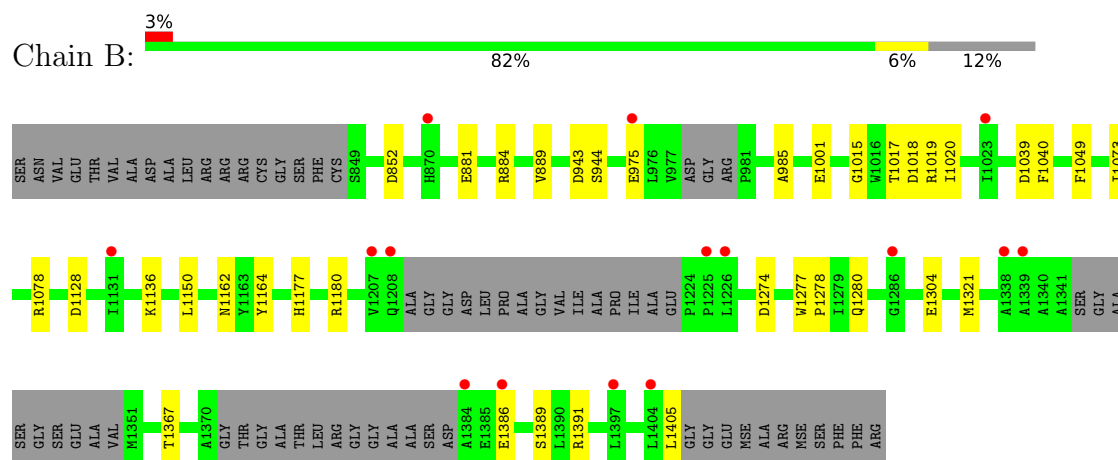 3%
Chain B:
82% 6% 12%
SER ASN VAL GLU THR VAL ALA ASP ALA LEU ARG ARG ARG CYS GLY SER PHE CYS S849 D852 H870 E881 R884 V889 D943 S944 E975 L976 V977 ASP GLY ARG P981 A985 E1001 G1015 W1016 T1017 D1018 R1019 I1020 I1023 D1039 F1040 F1049 I1073
R1078 D1128 I1131 K1136 L1150 N1162 Y1163 Y1164 H1177 R1180 V1207 Q1208 ALA GLY GLY ASP LEU PRO ALA GLY VAL ILE ALA PRO ILE ALA GLU P1224 P1225 L1226 D1274 W1277 P1278 I1279 Q1280 G1286 E1304 M1321 A1338 A1339 A1340 A1341 SER GLY ALA
SER GLY SER GLU ALA VAL M1351 T1367 A1370 GLY THR GLY ALA THR LEU ARG GLY GLY ALA ALA SER ASP A1384 E1385 E1386 S1389 L1390 R1391 L1397 L1404 L1405 GLY GLY GLU MSE ALA ARG MSE SER PHE PHE ARG